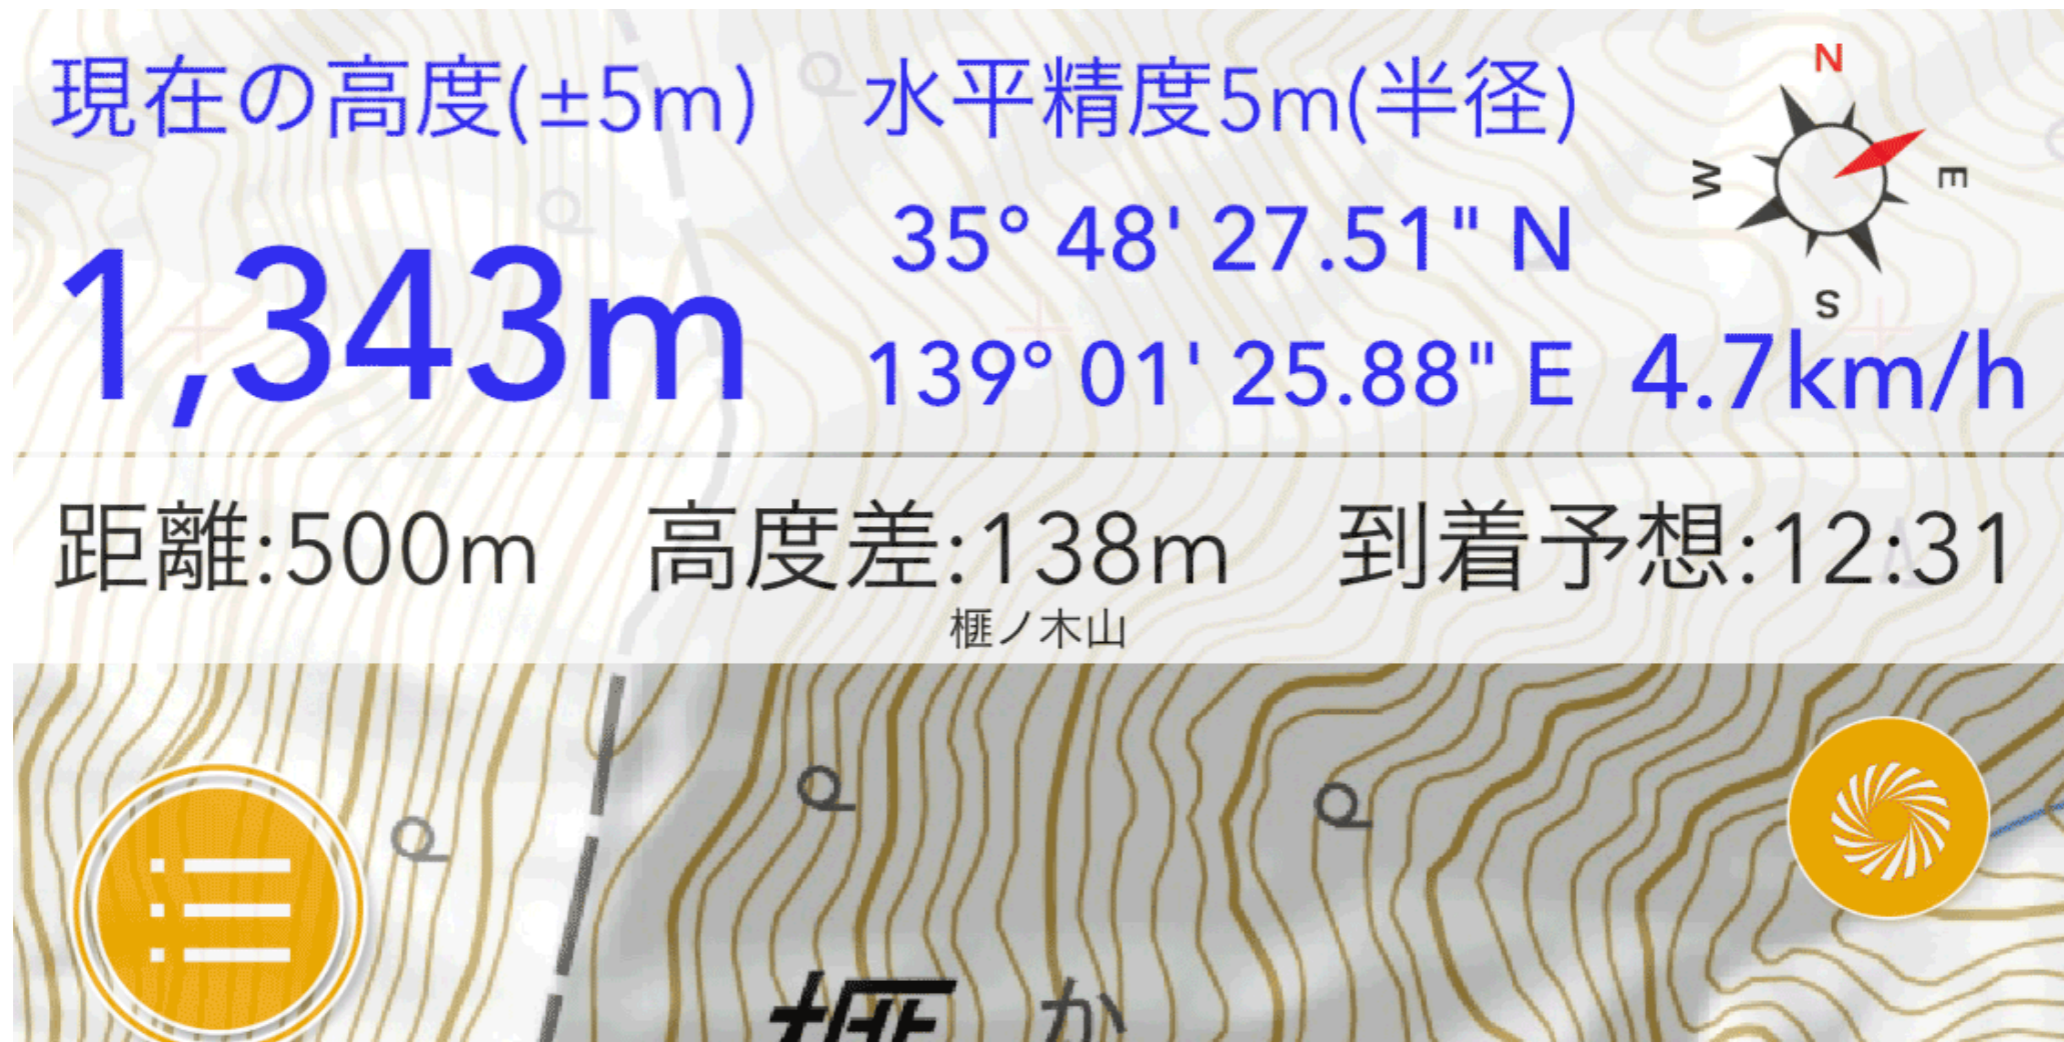 現在の高度(±5m) 水平精度5m(半径)
N
W
E
S
35° 48' 27.51" N
1,343m
139° 01' 25.88" E 4.7km/h
距離:500m 高度差:138m 到着予想:12:31
榧ノ木山
榧 か